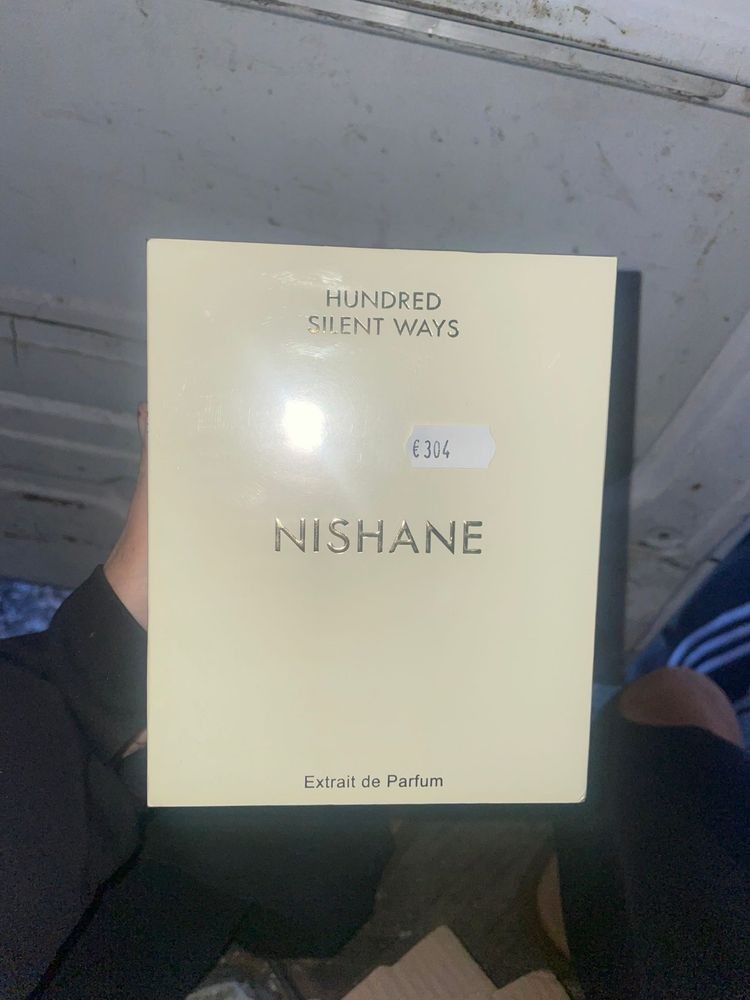 HUNDRED
SILENT WAYS
€304
NISHANE
Extrait de Parfum